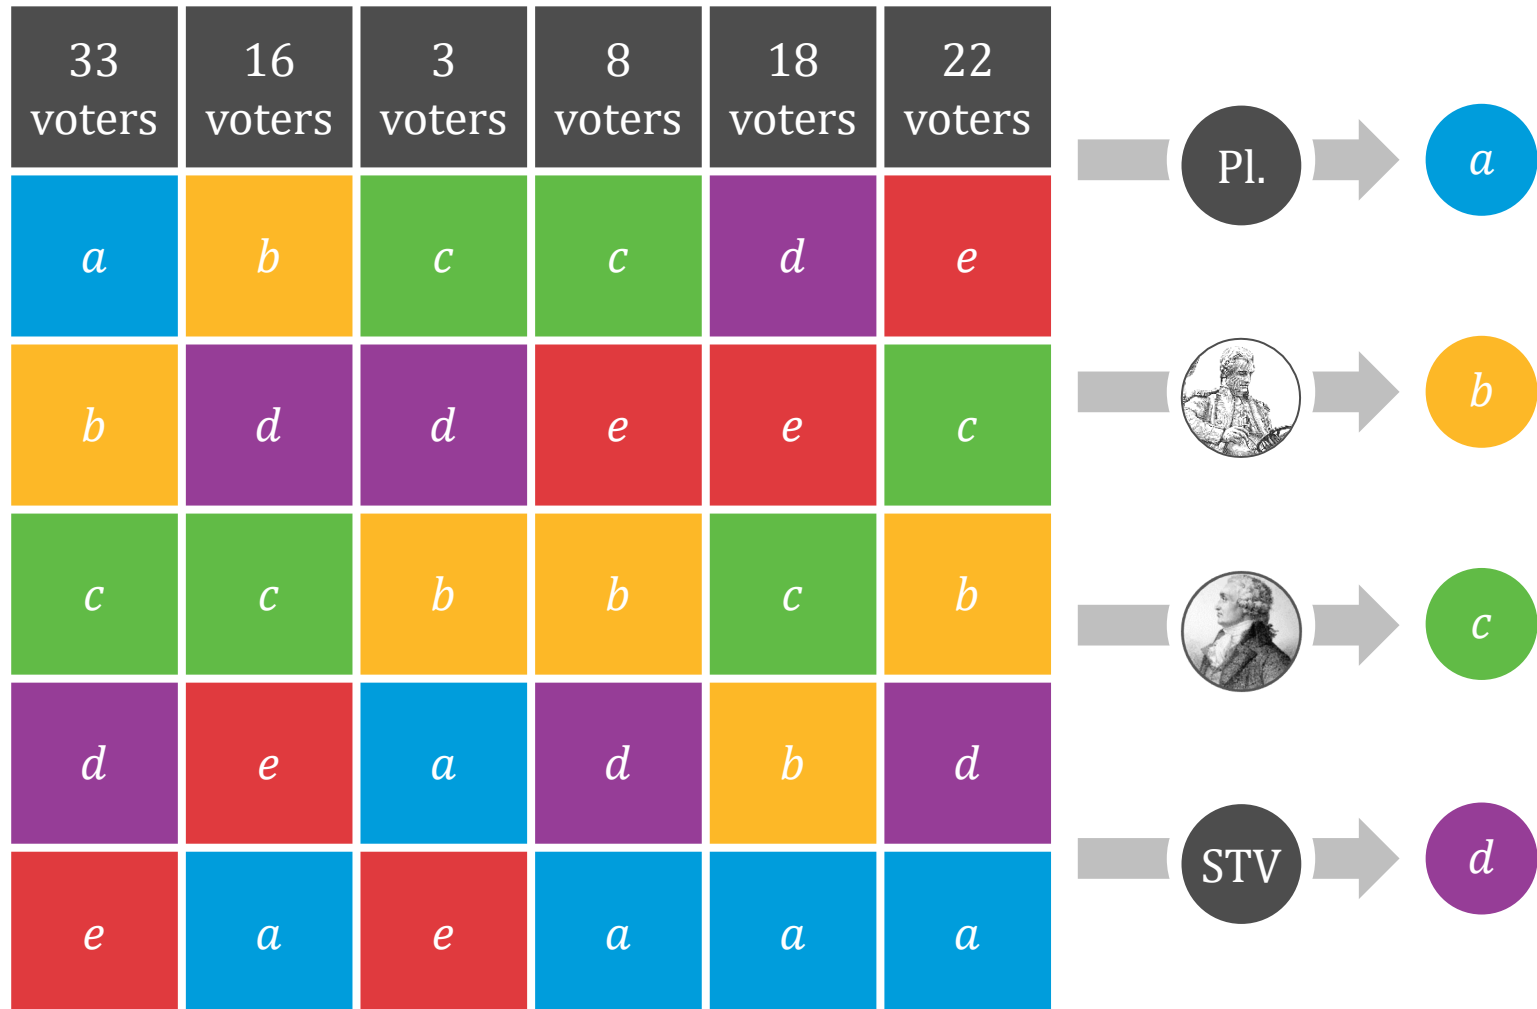 33 voters
16 voters
3 voters
8 voters
18 voters
22 voters
a b c c d e
b d d e e c
c c b b c b
d e a d b d
e a e a a a
Pl. a
b
c
STV d